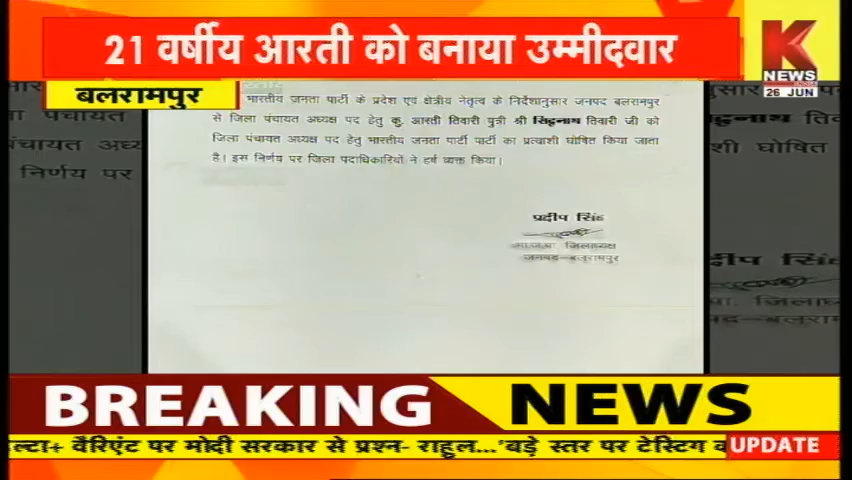 21 वर्षीय आरती को बनाया उम्मीदवार
K
NEWS
INDIA
26 JUN
बलरामपुर
भारतीय जनता पार्टी के प्रदेश एवं क्षेत्रीय नेतृत्व के निर्देशानुसार जनपद बलरामपुर
से जिला पंचायत अध्यक्ष पद हेतु कु. आरती तिवारी पुत्री श्री सिद्धनाथ तिवारी जी को
जिला पंचायत अध्यक्ष पद हेतु भारतीय जनता पार्टी पार्टी का प्रत्याशी घोषित किया जाता
है। इस निर्णय पर जिला पदाधिकारियों ने हर्ष व्यक्त किया।
प्रदीप सिंह
भा.ज.पा. जिलाध्यक्ष
जनपद–बलरामपुर
BREAKING NEWS
ल्टा+ वैरिएंट पर मोदी सरकार से प्रश्न- राहुल...'बड़े स्तर पर टेस्टिंग
UPDATE